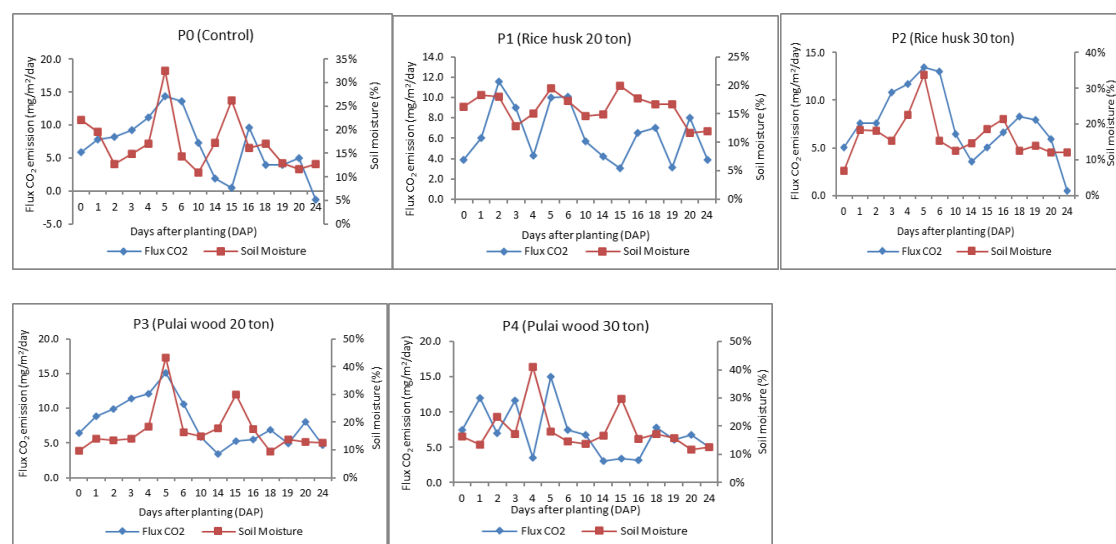 P0 (Control)
Flux CO₂ emission (mg/m²/day)
20.0
15.0
10.0
5.0
0.0
-5.0
35%
30%
25%
20%
15%
10%
5%
Soil moisture (%)
0 1 2 3 4 5 6 10 14 15 16 18 19 20 24
Days after planting (DAP)
Flux CO2 Soil Moisture
P1 (Rice husk 20 ton)
Flux CO₂ emission (mg/m²/day)
14.0
12.0
10.0
8.0
6.0
4.0
2.0
0.0
25%
20%
15%
10%
5%
0%
Soil moisture (%)
0 1 2 3 4 5 6 10 14 15 16 18 19 20 24
Days after planting (DAP)
Flux CO2 Soil Moisture
P2 (Rice husk 30 ton)
Flux CO₂ emission (mg/m²/day)
15.0
10.0
5.0
0.0
40%
30%
20%
10%
0%
Soil moisture (%)
0 1 2 3 4 5 6 10 14 15 16 18 19 20 24
Days after planting (DAP)
Flux CO2 Soil Moisture
P3 (Pulai wood 20 ton)
Flux CO₂ emission (mg/m²/day)
20.0
15.0
10.0
5.0
0.0
50%
40%
30%
20%
10%
0%
Soil moisture (%)
0 1 2 3 4 5 6 10 14 15 16 18 19 20 24
Days after planting (DAP)
Flux CO2 Soil Moisture
P4 (Pulai wood 30 ton)
Flux CO₂ emission (mg/m²/day)
20.0
15.0
10.0
5.0
0.0
50%
40%
30%
20%
10%
0%
Soil moisture (%)
0 1 2 3 4 5 6 10 14 15 16 18 19 20 24
Days after planting (DAP)
Flux CO2 Soil Moisture